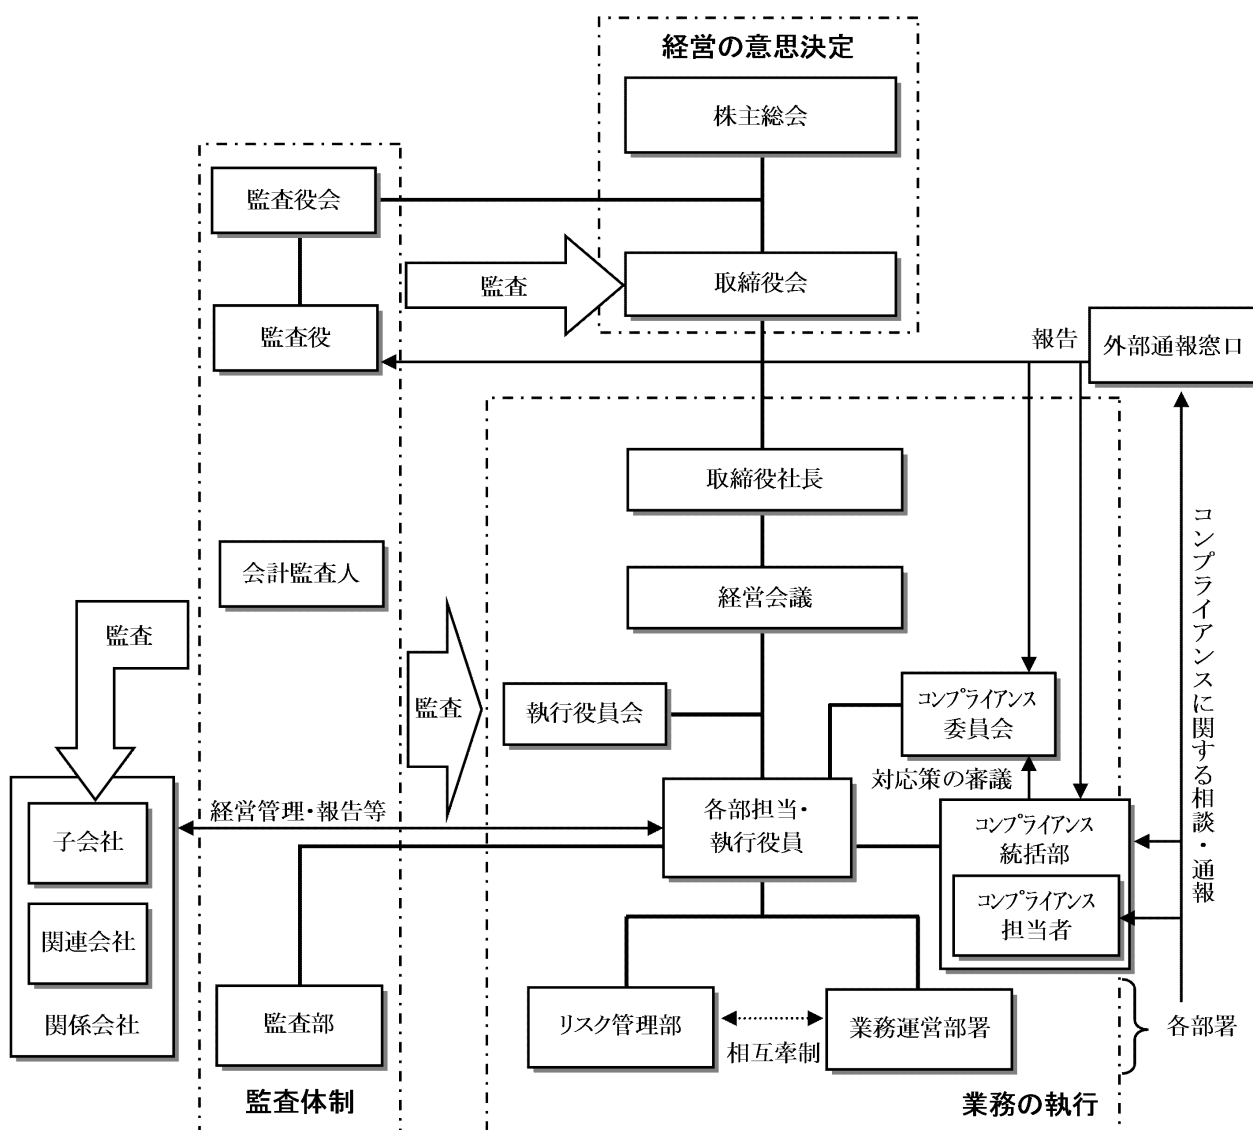 経営の意思決定
株主総会
監査役会
取締役会
監査
監査役
報告
外部通報窓口
取締役社長
会計監査人
経営会議
監査
監査
執行役員会
コンプライアンス
委員会
コンプライアンスに関する相談・通報
対応策の審議
経営管理・報告等
各部担当・
執行役員
コンプライアンス
統括部
コンプライアンス
担当者
子会社
関連会社
関係会社
監査部
リスク管理部
相互牽制
業務運営部署
各部署
監査体制
業務の執行